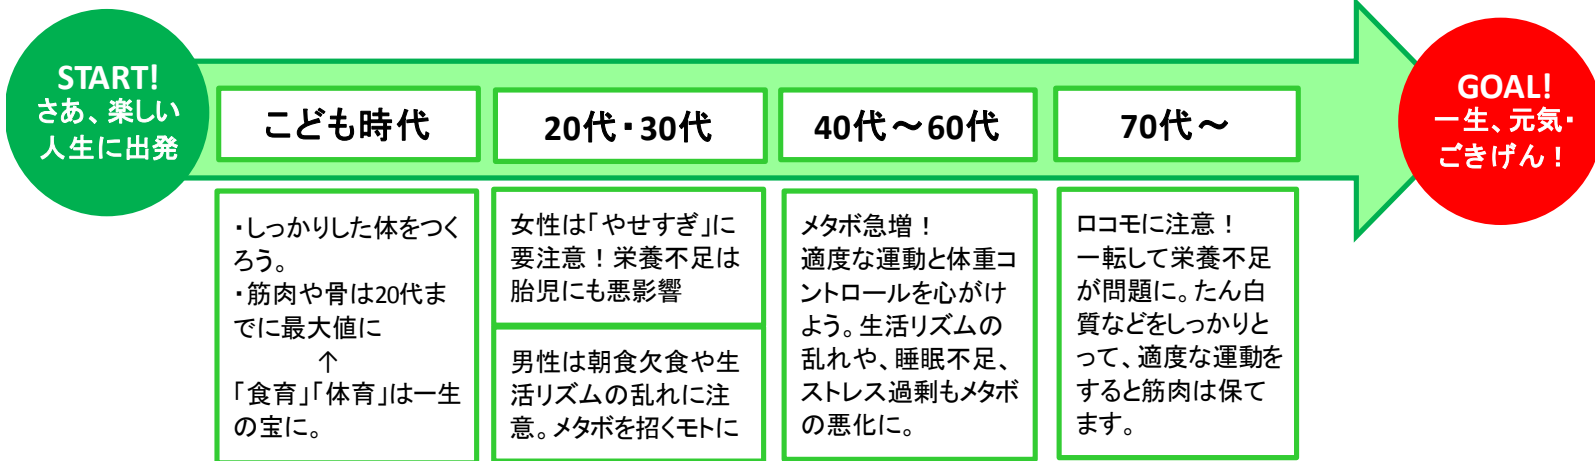 START!
さあ、楽しい
人生に出発
こども時代
20代・30代
40代～60代
70代～
GOAL!
一生、元気・
ごきげん！
・しっかりした体をつく
ろう。
・筋肉や骨は20代ま
でに最大値に
↑
「食育」「体育」は一生
の宝に。
女性は「やせすぎ」に
要注意！栄養不足は
胎児にも悪影響
男性は朝食欠食や生
活リズムの乱れに注
意。メタボを招くモトに
メタボ急増！
適度な運動と体重コ
ントロールを心がけ
よう。生活リズムの
乱れや、睡眠不足、
ストレス過剰もメタボ
の悪化に。
ロコモに注意！
一転して栄養不足
が問題に。たん白
質などをしっかりと
って、適度な運動を
すると筋肉は保て
ます。